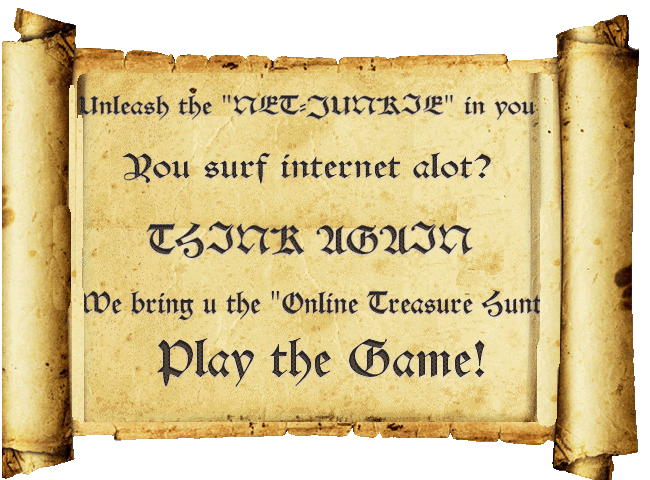 Unleash the "NET-JUNKIE" in you
You surf internet alot?
THINK AGAIN
We bring u the "Online Treasure Hunt
Play the Game!